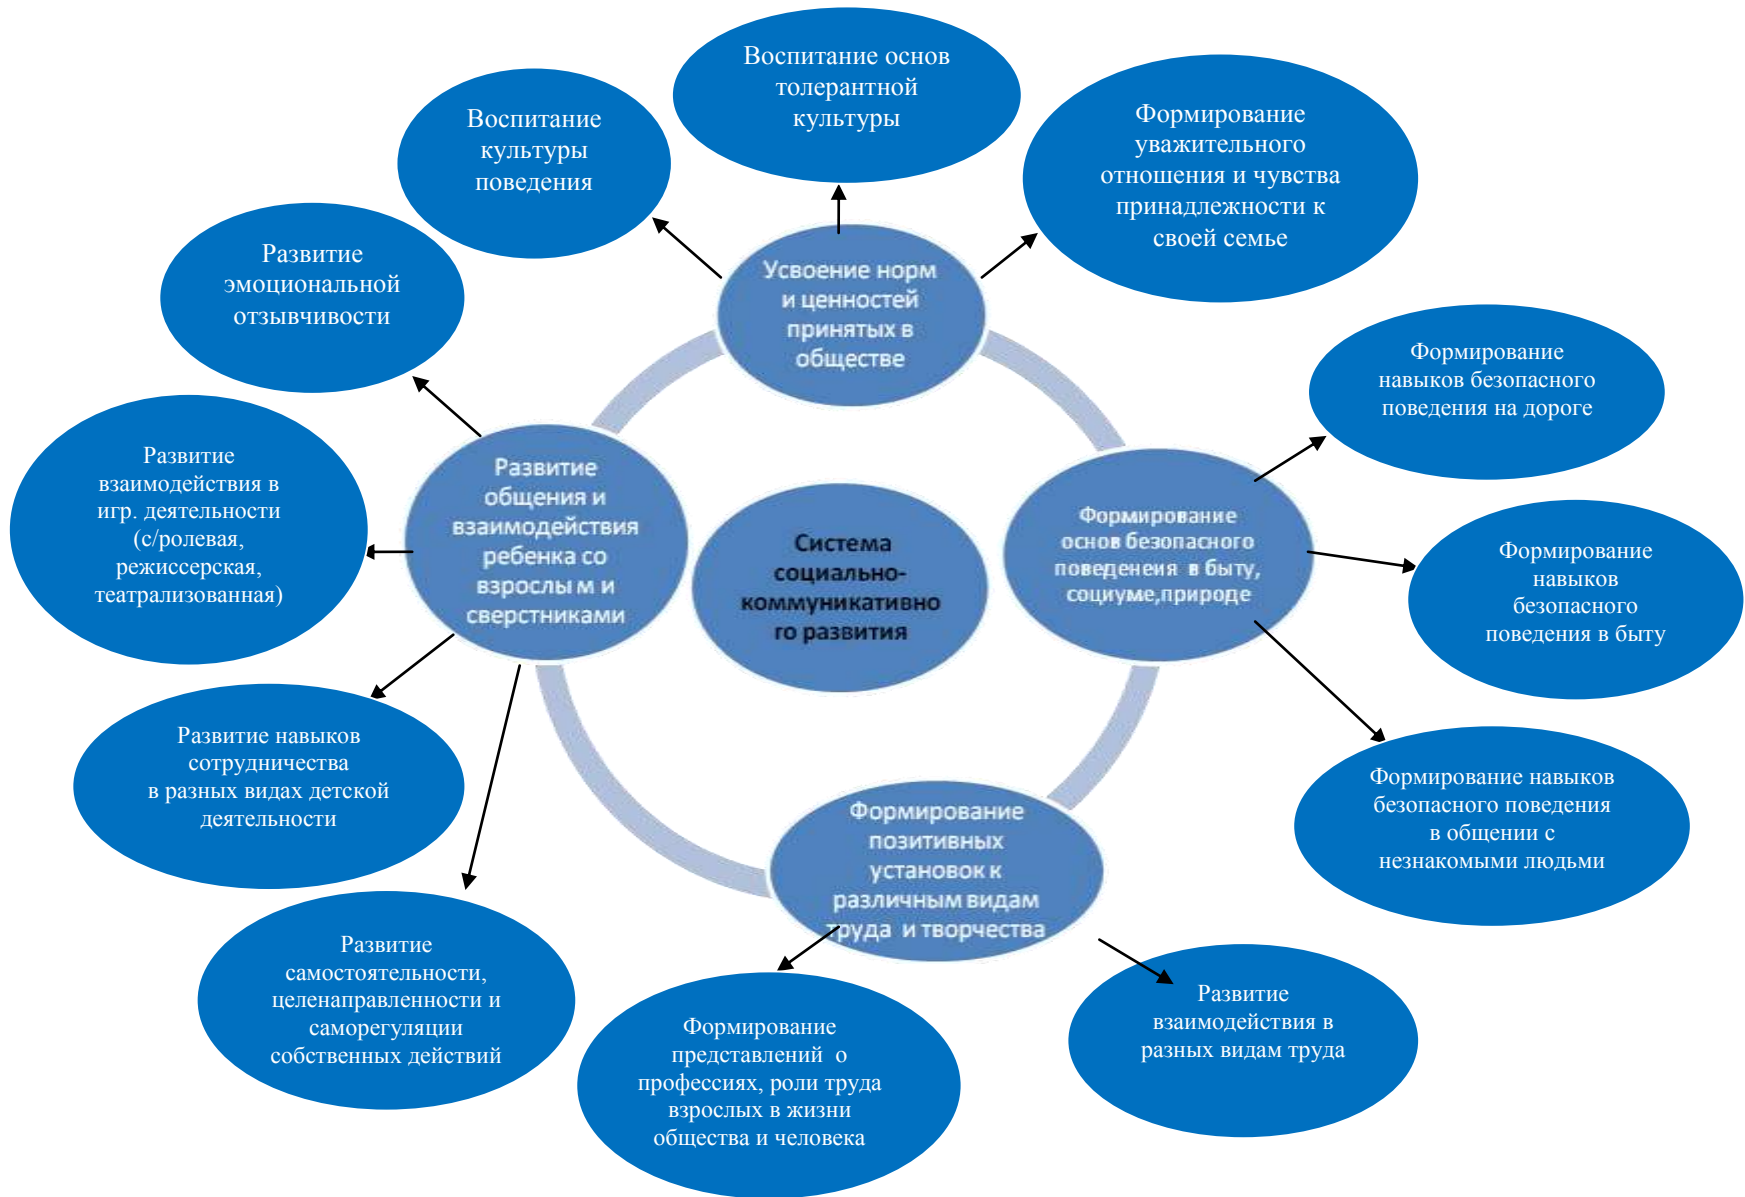 Воспитание основ
толерантной
культуры
Воспитание
культуры
поведения
Формирование
уважительного
отношения и чувства
принадлежности к
своей семье
Развитие
эмоциональной
отзывчивости
Усвоение норм
и ценностей
принятых в
обществе
Формирование
навыков безопасного
поведения на дороге
Развитие
взаимодействия в
игр. деятельности
(с/ролевая,
режиссерская,
театрализованная)
Развитие
общения и
взаимодействия
ребенка со
взрослы м и
сверстниками
Система
социально-
коммуникативно
го развития
Формирование
основ безопасного
поведенеия в быту,
социуме,природе
Формирование
навыков
безопасного
поведения в быту
Развитие навыков
сотрудничества
в разных видах детской
деятельности
Формирование навыков
безопасного поведения
в общении с
незнакомыми людьми
Формирование
позитивных
установок к
различным видам
труда и творчества
Развитие
самостоятельности,
целенаправленности и
саморегуляции
собственных действий
Формирование
представлений о
профессиях, роли труда
взрослых в жизни
общества и человека
Развитие
взаимодействия в
разных видам труда